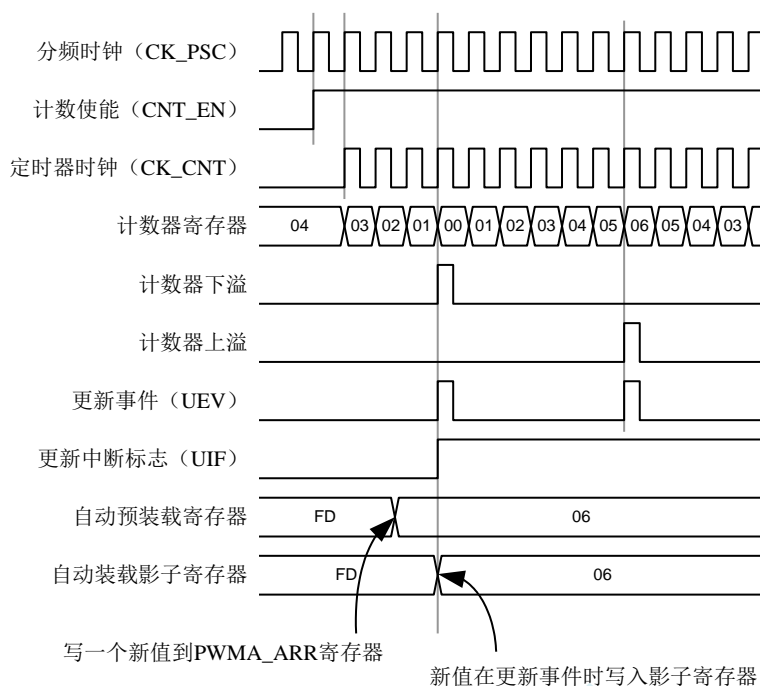 分频时钟（CK_PSC）
计数使能（CNT_EN）
定时器时钟（CK_CNT）
计数器寄存器 04 03 02 01 00 01 02 03 04 05 06 05 04 03
计数器下溢
计数器上溢
更新事件（UEV）
更新中断标志（UIF）
自动预装载寄存器 FD 06
自动装载影子寄存器 FD 06
写一个新值到PWMA_ARR寄存器
新值在更新事件时写入影子寄存器